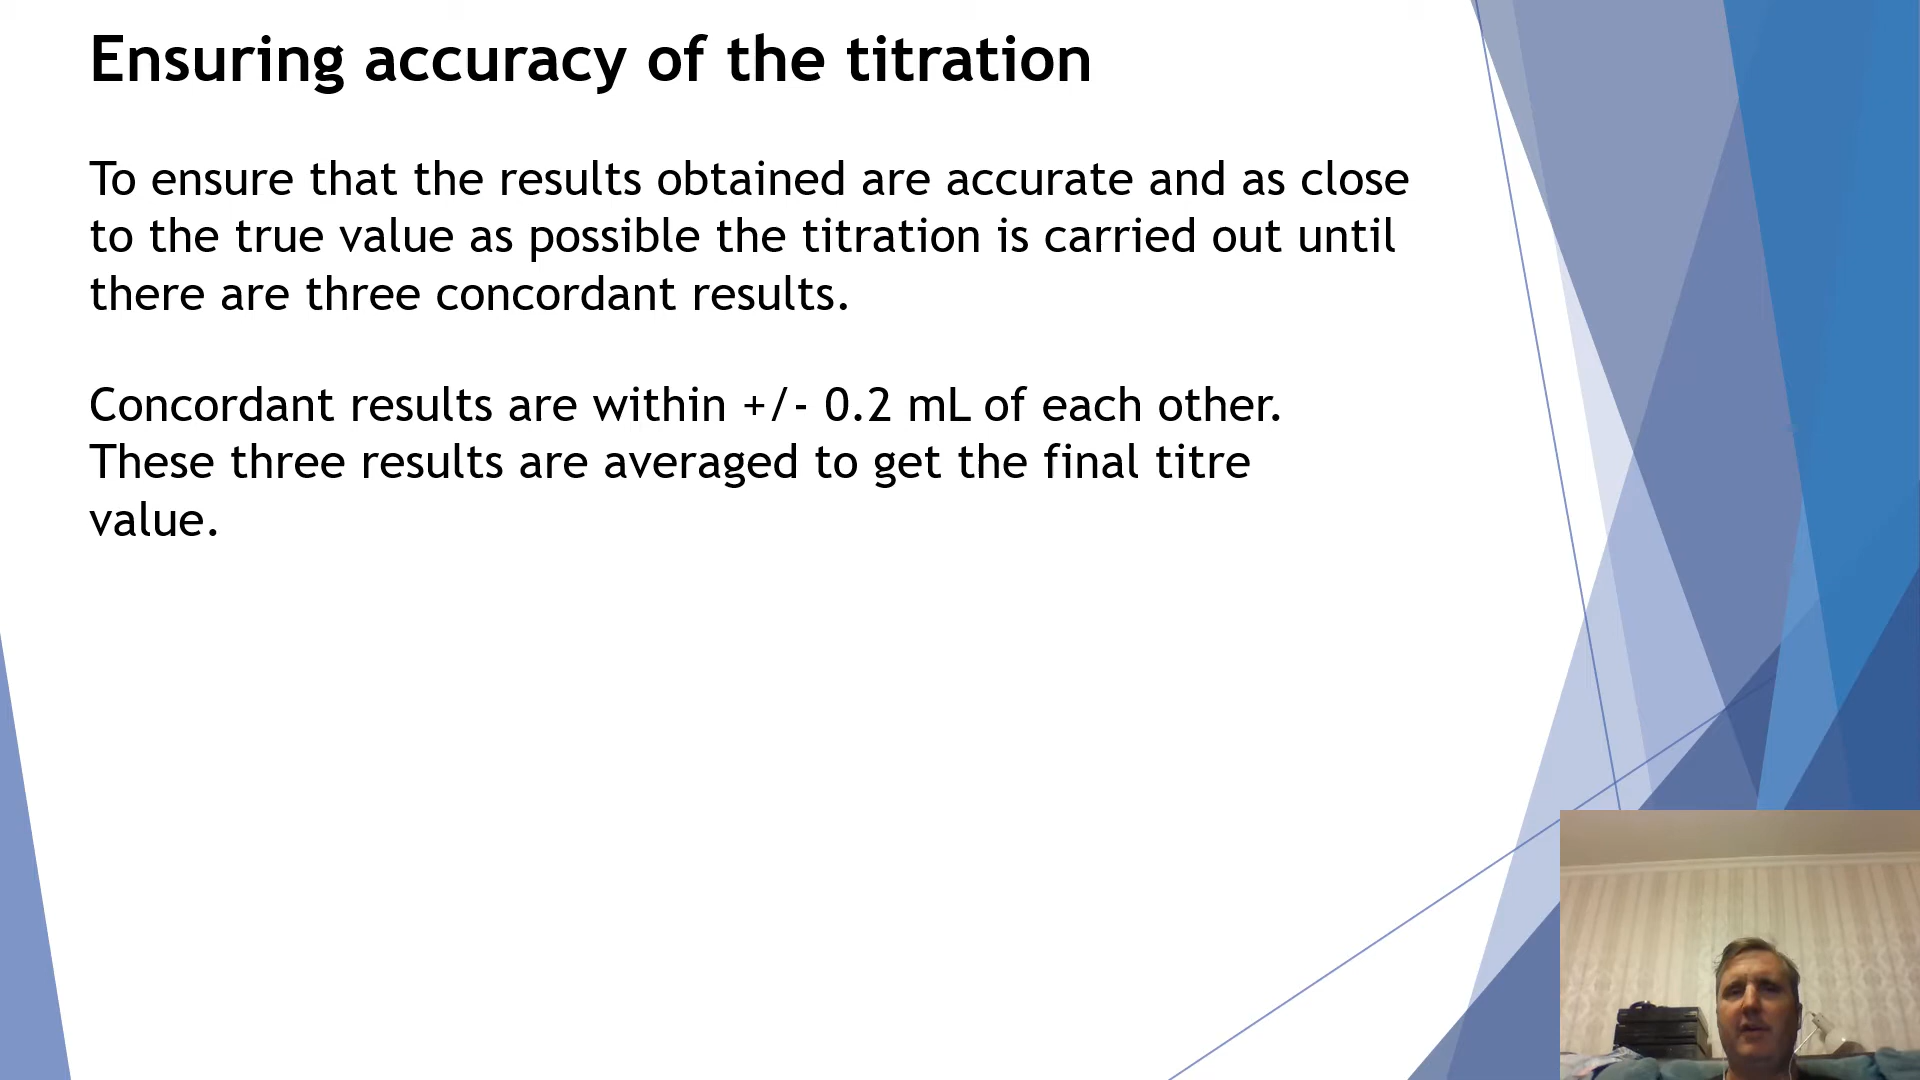 Ensuring accuracy of the titration
To ensure that the results obtained are accurate and as close
to the true value as possible the titration is carried out until
there are three concordant results.
Concordant results are within +/- 0.2 mL of each other.
These three results are averaged to get the final titre
value.